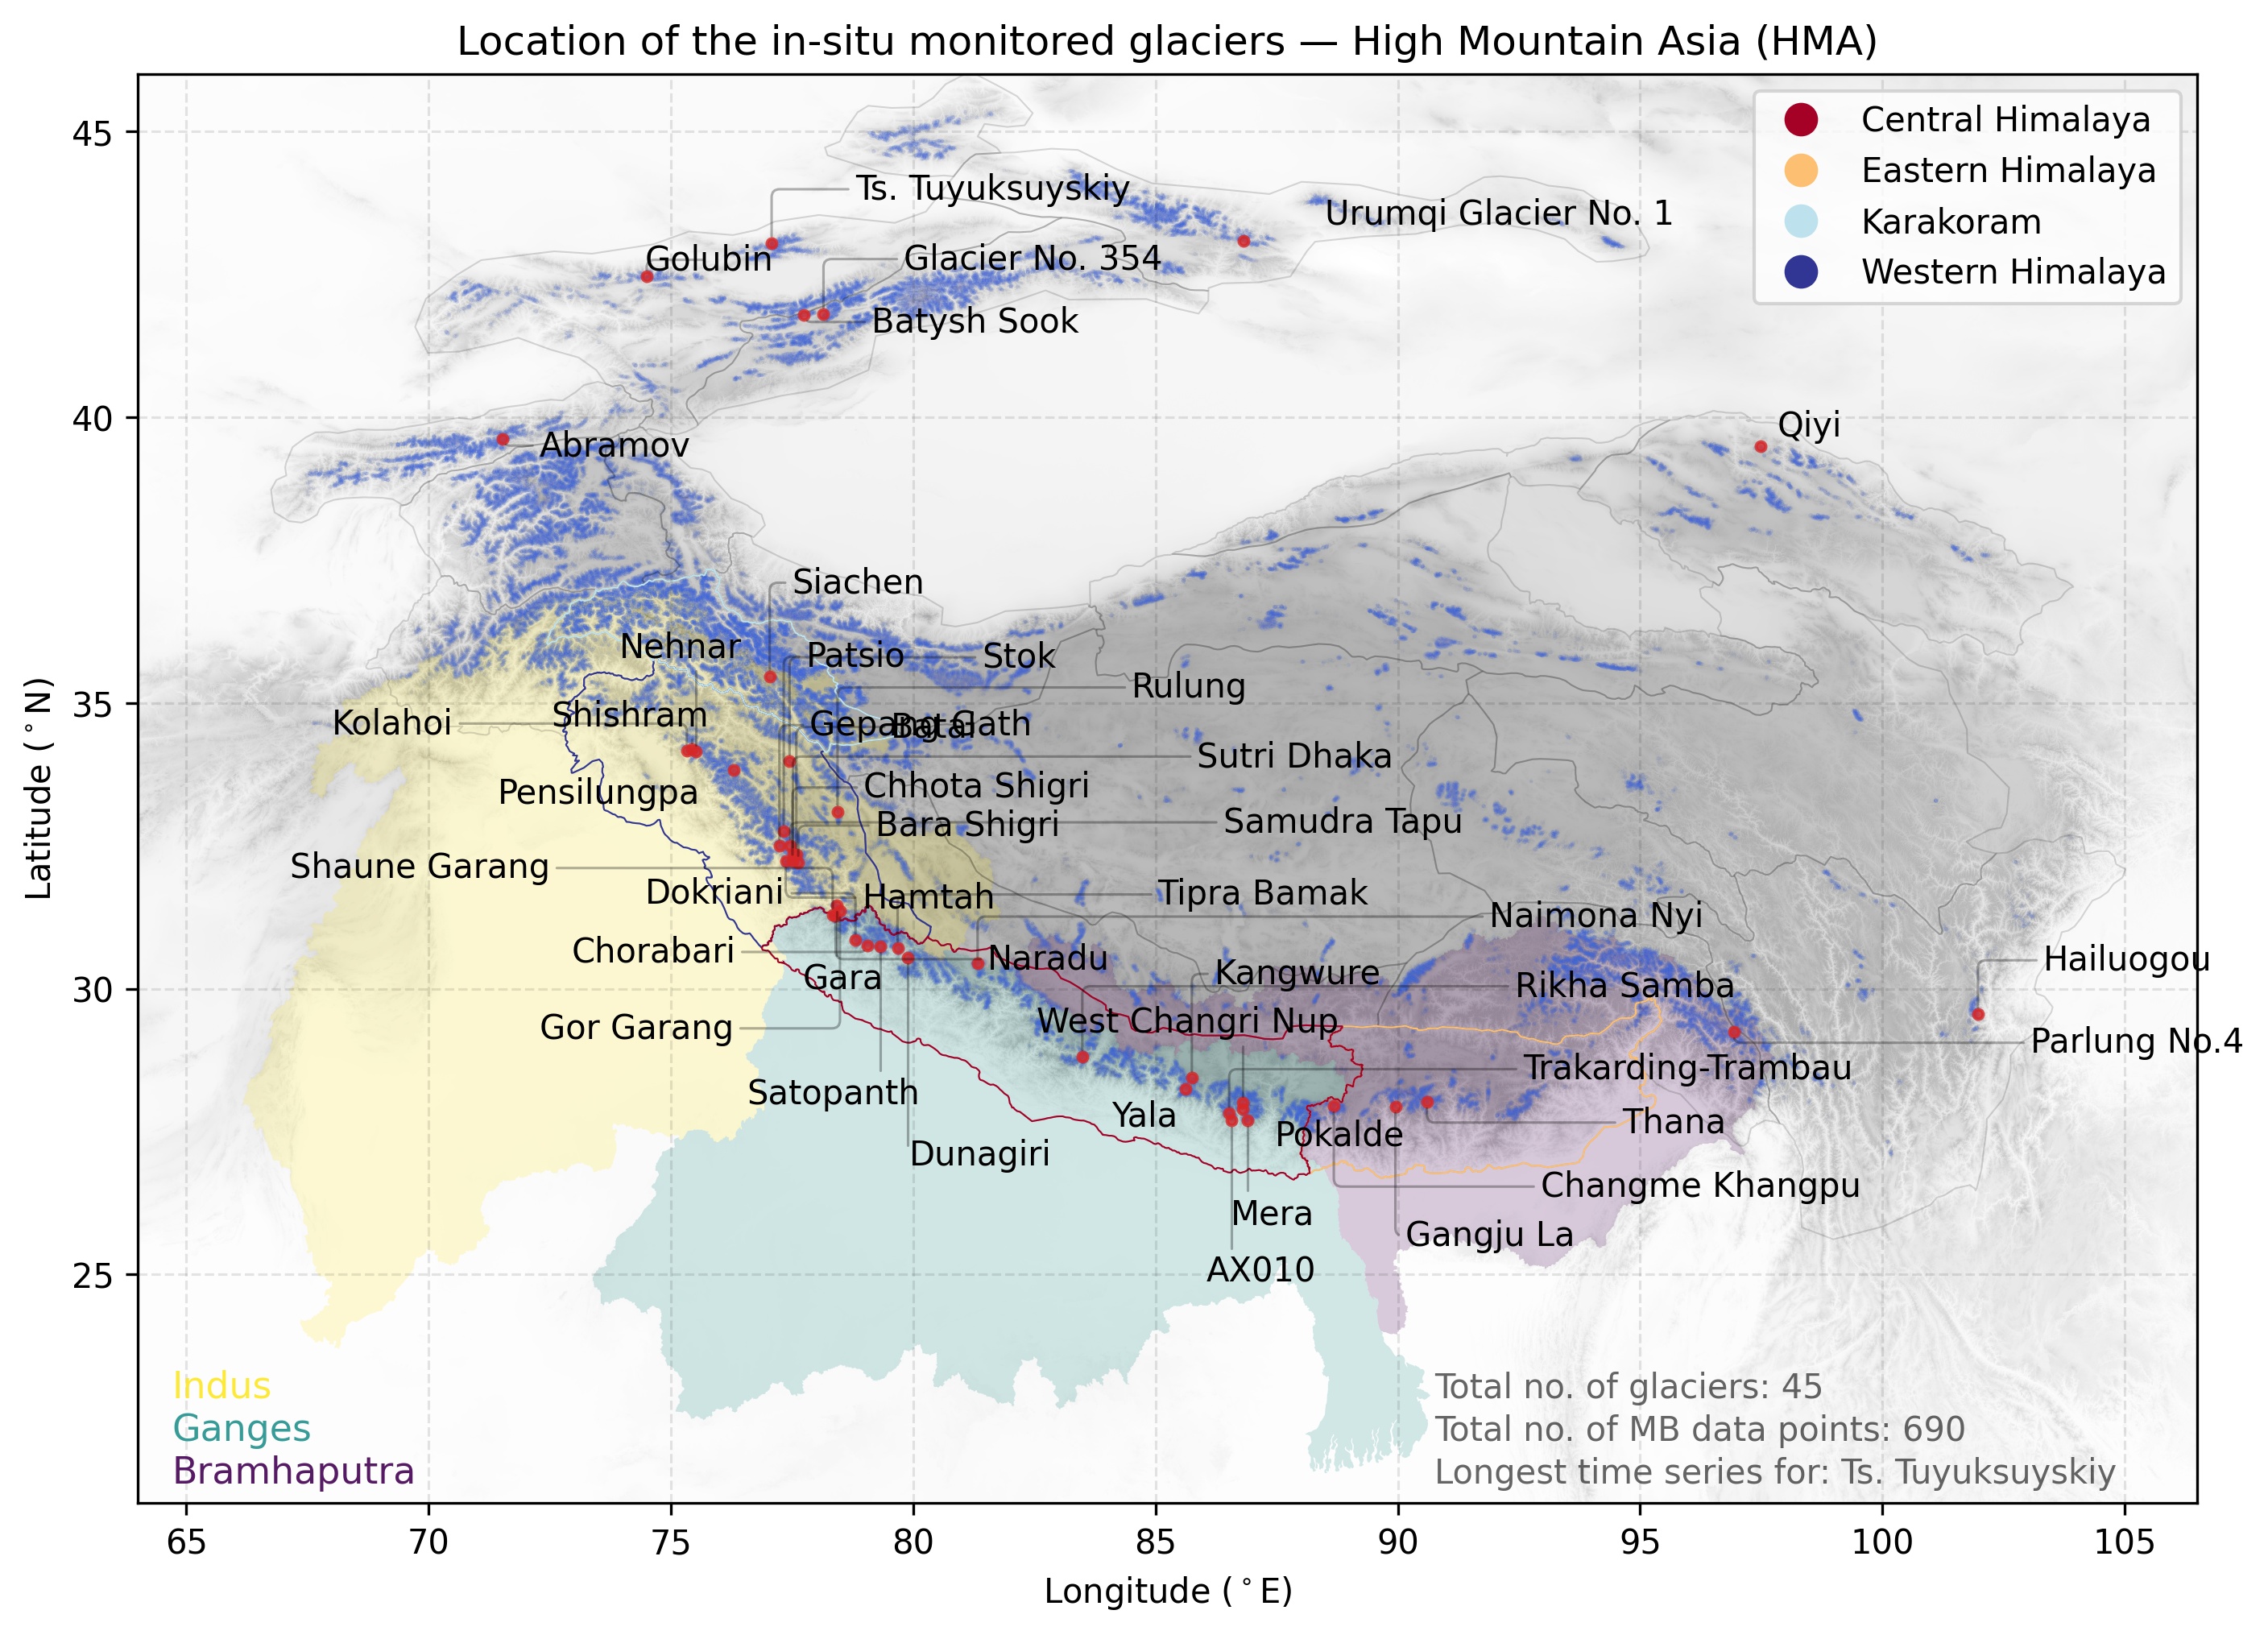 Location of the in-situ monitored glaciers — High Mountain Asia (HMA)
Central Himalaya
Eastern Himalaya
Karakoram
Western Himalaya
45
40
35
30
25
Latitude (°N)
Ts. Tuyuksuyskiy
Urumqi Glacier No. 1
Golubin
Glacier No. 354
Batysh Sook
Abramov
Qiyi
Siachen
Nehnar
Patsio
Stok
Rulung
Kolahoi
Shishram
Gepang Gath
Batal
Sutri Dhaka
Pensilungpa
Chhota Shigri
Bara Shigri
Samudra Tapu
Shaune Garang
Dokriani
Hamtah
Tipra Bamak
Naimona Nyi
Chorabari
Gara
Naradu
Kangwure
Hailuogou
Rikha Samba
Gor Garang
West Changri Nup
Parlung No.4
Satopanth
Trakarding-Trambau
Yala
Pokalde
Thana
Dunagiri
Changme Khangpu
Mera
Gangju La
AX010
Indus
Ganges
Bramhaputra
Total no. of glaciers: 45
Total no. of MB data points: 690
Longest time series for: Ts. Tuyuksuyskiy
65
70
75
80
85
90
95
100
105
Longitude (°E)